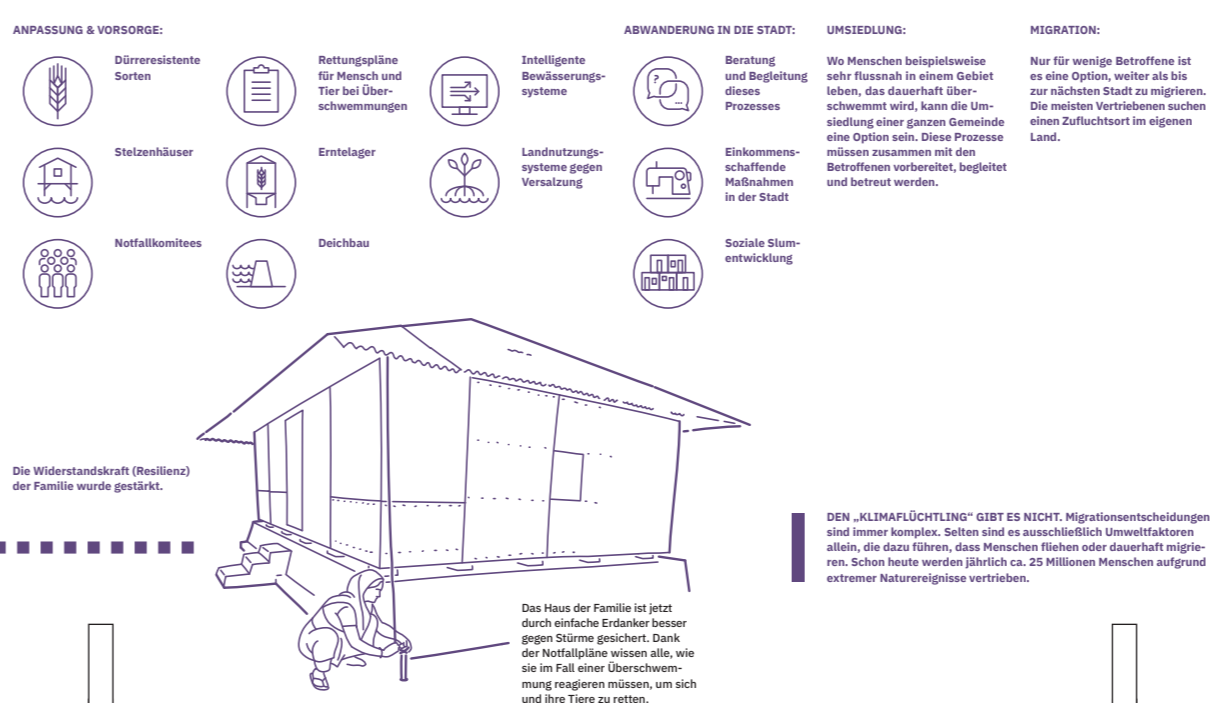 ANPASSUNG & VORSORGE:
Dürreresistente
Sorten
Rettungspläne
für Mensch und
Tier bei Über-
schwemmungen
Intelligente
Bewässerungs-
systeme
Stelzenhäuser
Erntelager
Landnutzungs-
systeme gegen
Versalzung
Notfallkomitees
Deichbau
ABWANDERUNG IN DIE STADT:
?
...
Beratung
und Begleitung
dieses
Prozesses
Einkommens-
schaffende
Maßnahmen
in der Stadt
Soziale Slum-
entwicklung
UMSIEDLUNG:
Wo Menschen beispielsweise
sehr flussnah in einem Gebiet
leben, das dauerhaft über-
schwemmt wird, kann die Um-
siedlung einer ganzen Gemeinde
eine Option sein. Diese Prozesse
müssen zusammen mit den
Betroffenen vorbereitet, begleitet
und betreut werden.
MIGRATION:
Nur für wenige Betroffene ist
es eine Option, weiter als bis
zur nächsten Stadt zu migrieren.
Die meisten Vertriebenen suchen
einen Zufluchtsort im eigenen
Land.
Die Widerstandskraft (Resilienz)
der Familie wurde gestärkt.
DEN „KLIMAFLÜCHTLING“ GIBT ES NICHT. Migrationsentscheidungen
sind immer komplex. Selten sind es ausschließlich Umweltfaktoren
allein, die dazu führen, dass Menschen fliehen oder dauerhaft migrie-
ren. Schon heute werden jährlich ca. 25 Millionen Menschen aufgrund
extremer Naturereignisse vertrieben.
Das Haus der Familie ist jetzt
durch einfache Erdanker besser
gegen Stürme gesichert. Dank
der Notfallpläne wissen alle, wie
sie im Fall einer Überschwem-
mung reagieren müssen, um sich
und ihre Tiere zu retten.